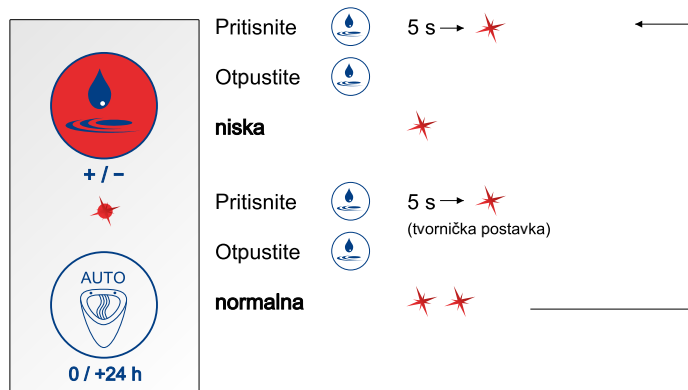 Pritisnite 5 s
Otpustite
niska
+ / –
Pritisnite 5 s
(tvornička postavka)
Otpustite
AUTO
normalna
0 / +24 h